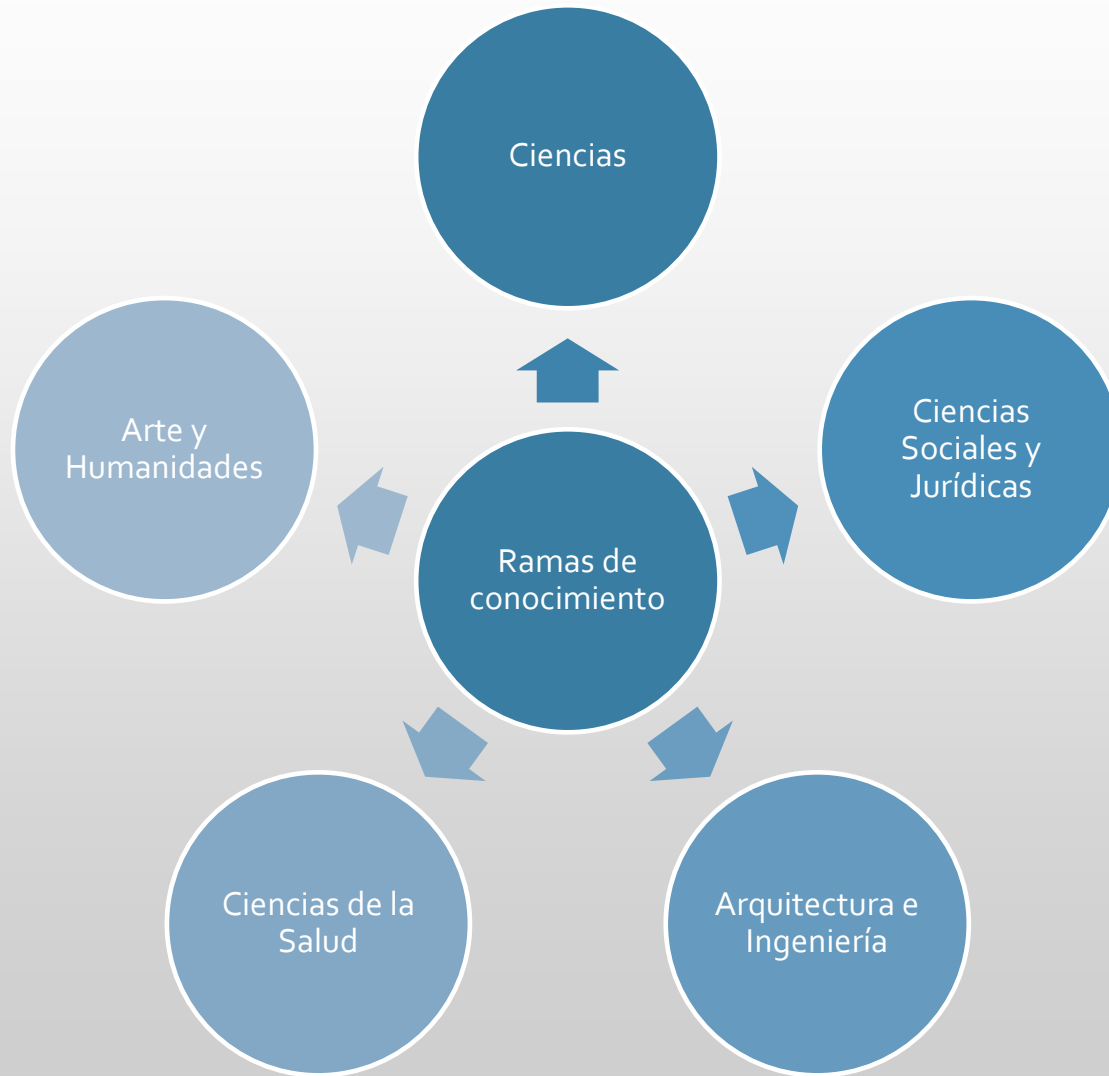 Ciencias
Arte y
Humanidades
Ciencias
Sociales y
Jurídicas
Ramas de
conocimiento
Ciencias de la
Salud
Arquitectura e
Ingeniería